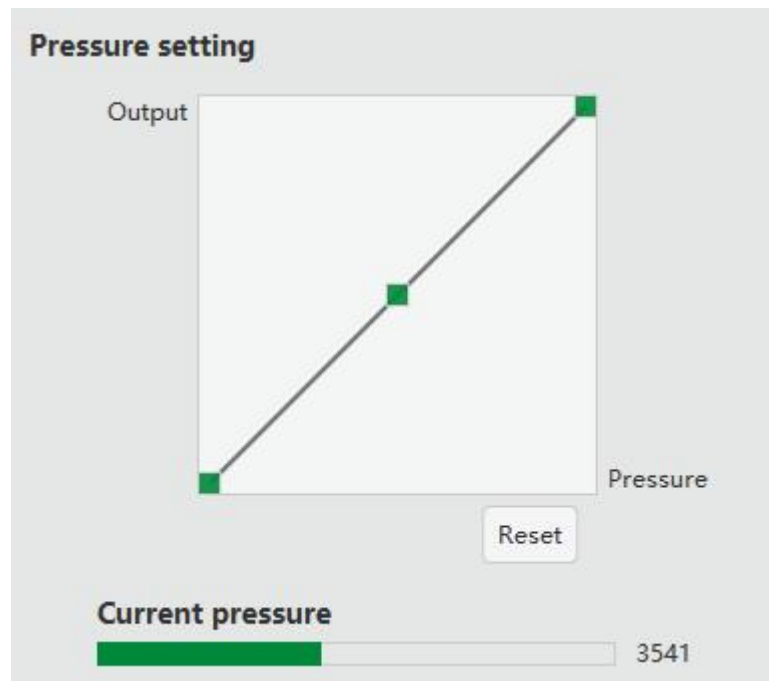 Pressure setting
Output
Pressure
Reset
Current pressure
3541